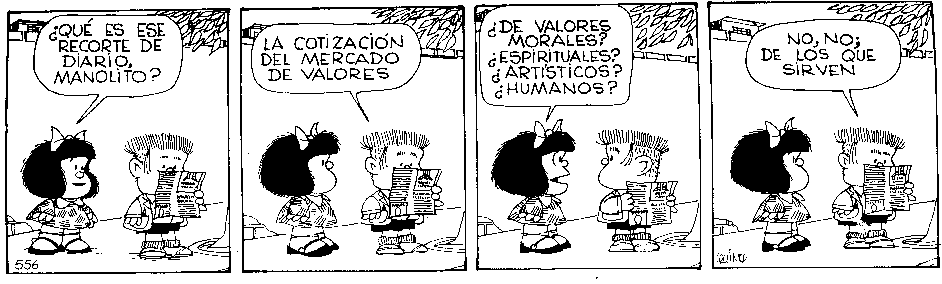 ¿QUÉ ES ESE
RECORTE DE
DIARIO,
MANOLITO?
LA COTIZACIÓN
DEL MERCADO
DE VALORES
¿DE VALORES
MORALES?
¿ESPIRITUALES?
¿ARTÍSTICOS?
¿HUMANOS?
NO, NO;
DE LOS QUE
SIRVEN
556
QUINO